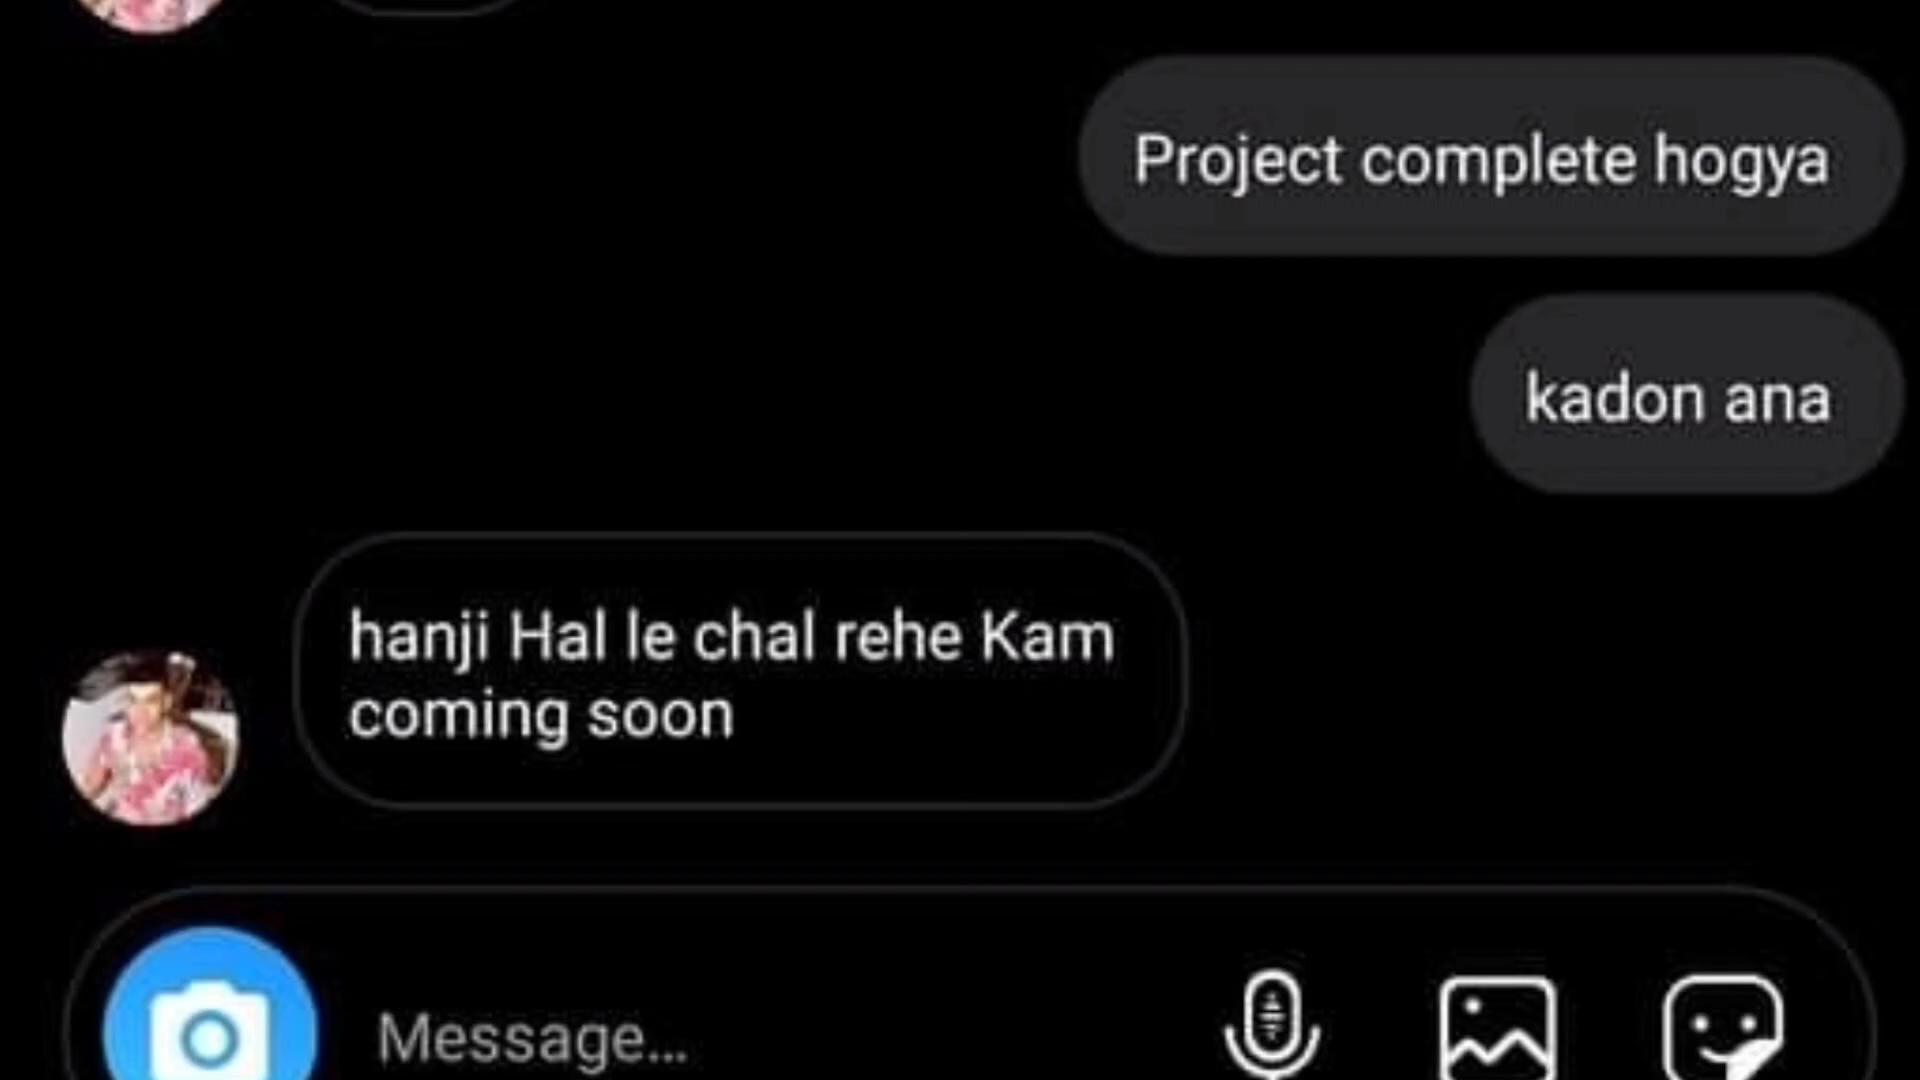 Project complete hogya
kadon ana
hanji Hal le chal rehe Kam
coming soon
Message...